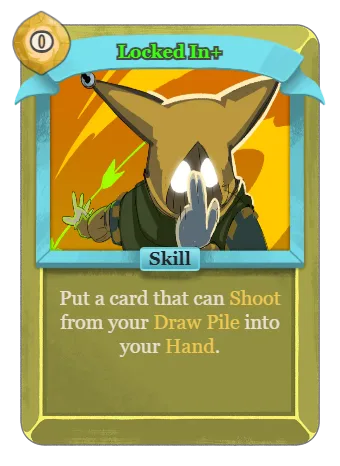 0
Locked In+
Skill
Put a card that can Shoot
from your Draw Pile into
your Hand.